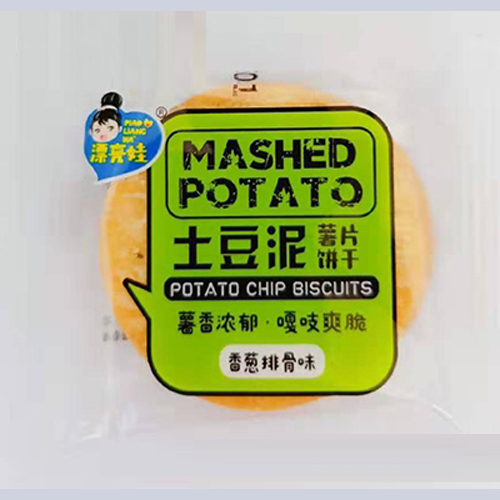 PIAO
LIANG
WA
漂亮娃
®
MASHED
POTATO
土豆泥
薯片
饼干
POTATO CHIP BISCUITS
薯香浓郁·嘎吱爽脆
香葱排骨味